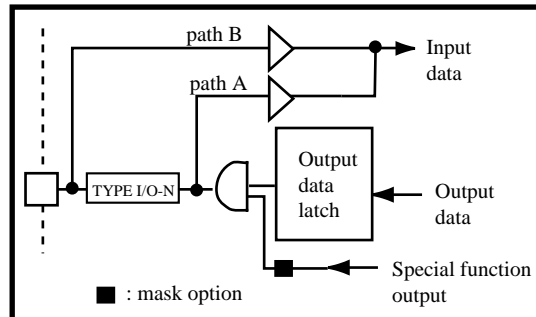 path B
Input
data
path A
TYPE I/O-N
Output
data
latch
Output
data
Special function
output
: mask option